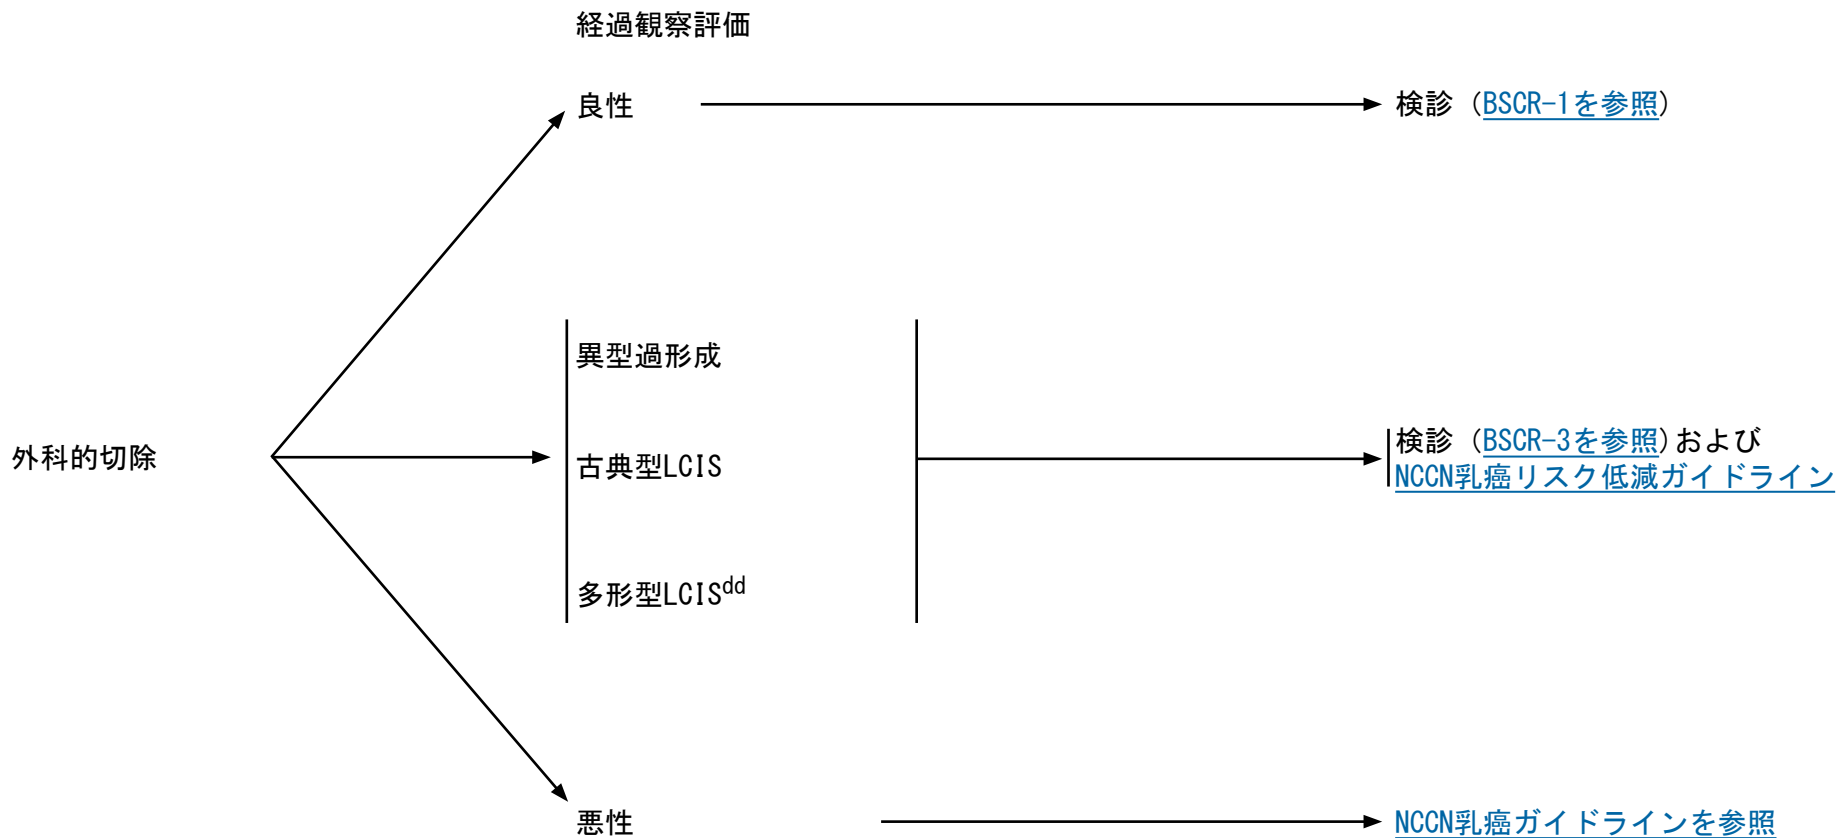 経過観察評価
良性
検診 (BSCR-1を参照)
異型過形成
外科的切除
古典型LCIS
検診 (BSCR-3を参照)および
NCCN乳癌リスク低減ガイドライン
多形型LCISdd
悪性
NCCN乳癌ガイドラインを参照